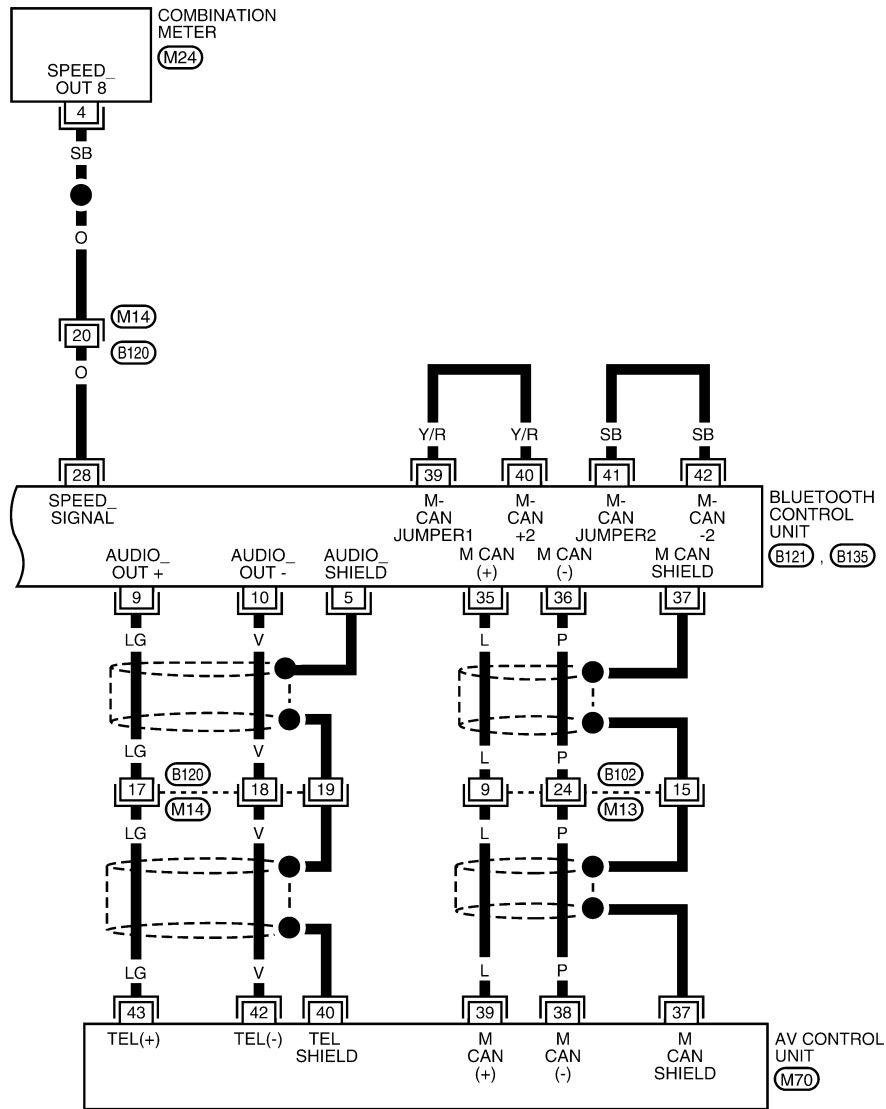 COMBINATION
METER
M24
SPEED_
OUT 8
4
SB
O
M14
20
B120
O
Y/R Y/R SB SB
28 39 40 41 42
SPEED_
SIGNAL
M-
CAN
JUMPER1
M-
CAN
+2
M-
CAN
JUMPER2
M-
CAN
-2
BLUETOOTH
CONTROL
UNIT
B121 , B135
AUDIO_
OUT +
AUDIO_
OUT -
AUDIO_
SHIELD
M CAN
(+)
M CAN
(-)
M CAN
SHIELD
9 10 5 35 36 37
LG V L P
LG V L P
B120 B102
17 18 19 9 24 15
M14 M13
LG V L P
LG V L P
43 42 40 39 38 37
TEL(+)
TEL(-)
TEL
SHIELD
M
CAN
(+)
M
CAN
(-)
M
CAN
SHIELD
AV CONTROL
UNIT
M70